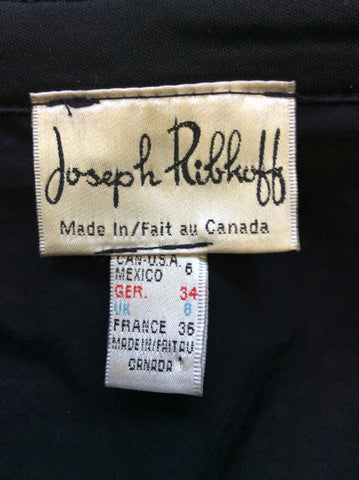 Joseph Ribkoff
Made In/Fait au Canada
CAN-U.S.A. 6
MEXICO
GER. 34
UK 8
FRANCE 36
MADE IN/FAIT AU
CANADA